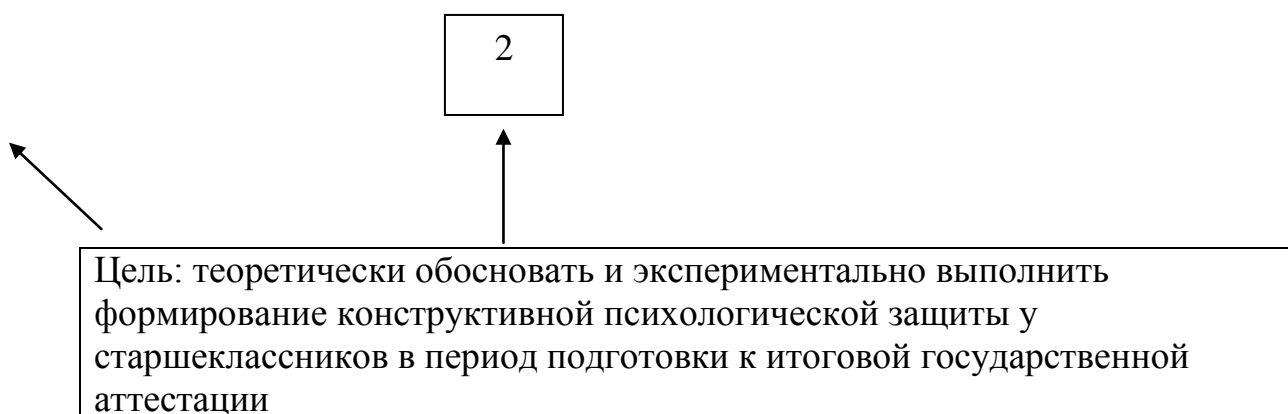 2
Цель: теоретически обосновать и экспериментально выполнить
формирование конструктивной психологической защиты у
старшеклассников в период подготовки к итоговой государственной
аттестации